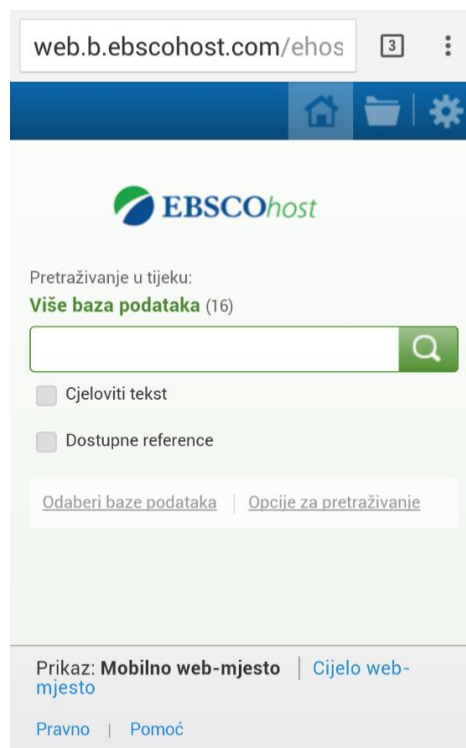 web.b.ebscohost.com/ehos
3
EBSCOhost
Pretraživanje u tijeku:
Više baza podataka (16)
Cjeloviti tekst
Dostupne reference
Odaberi baze podataka | Opcije za pretraživanje
Prikaz: Mobilno web-mjesto | Cijelo web-
mjesto
Pravno | Pomoć